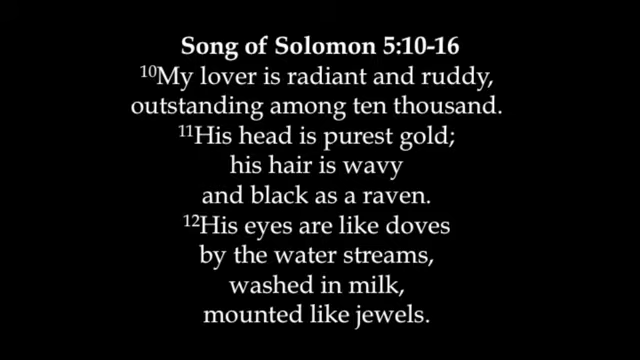 Song of Solomon 5:10-16
¹⁰My lover is radiant and ruddy,
outstanding among ten thousand.
¹¹His head is purest gold;
his hair is wavy
and black as a raven.
¹²His eyes are like doves
by the water streams,
washed in milk,
mounted like jewels.